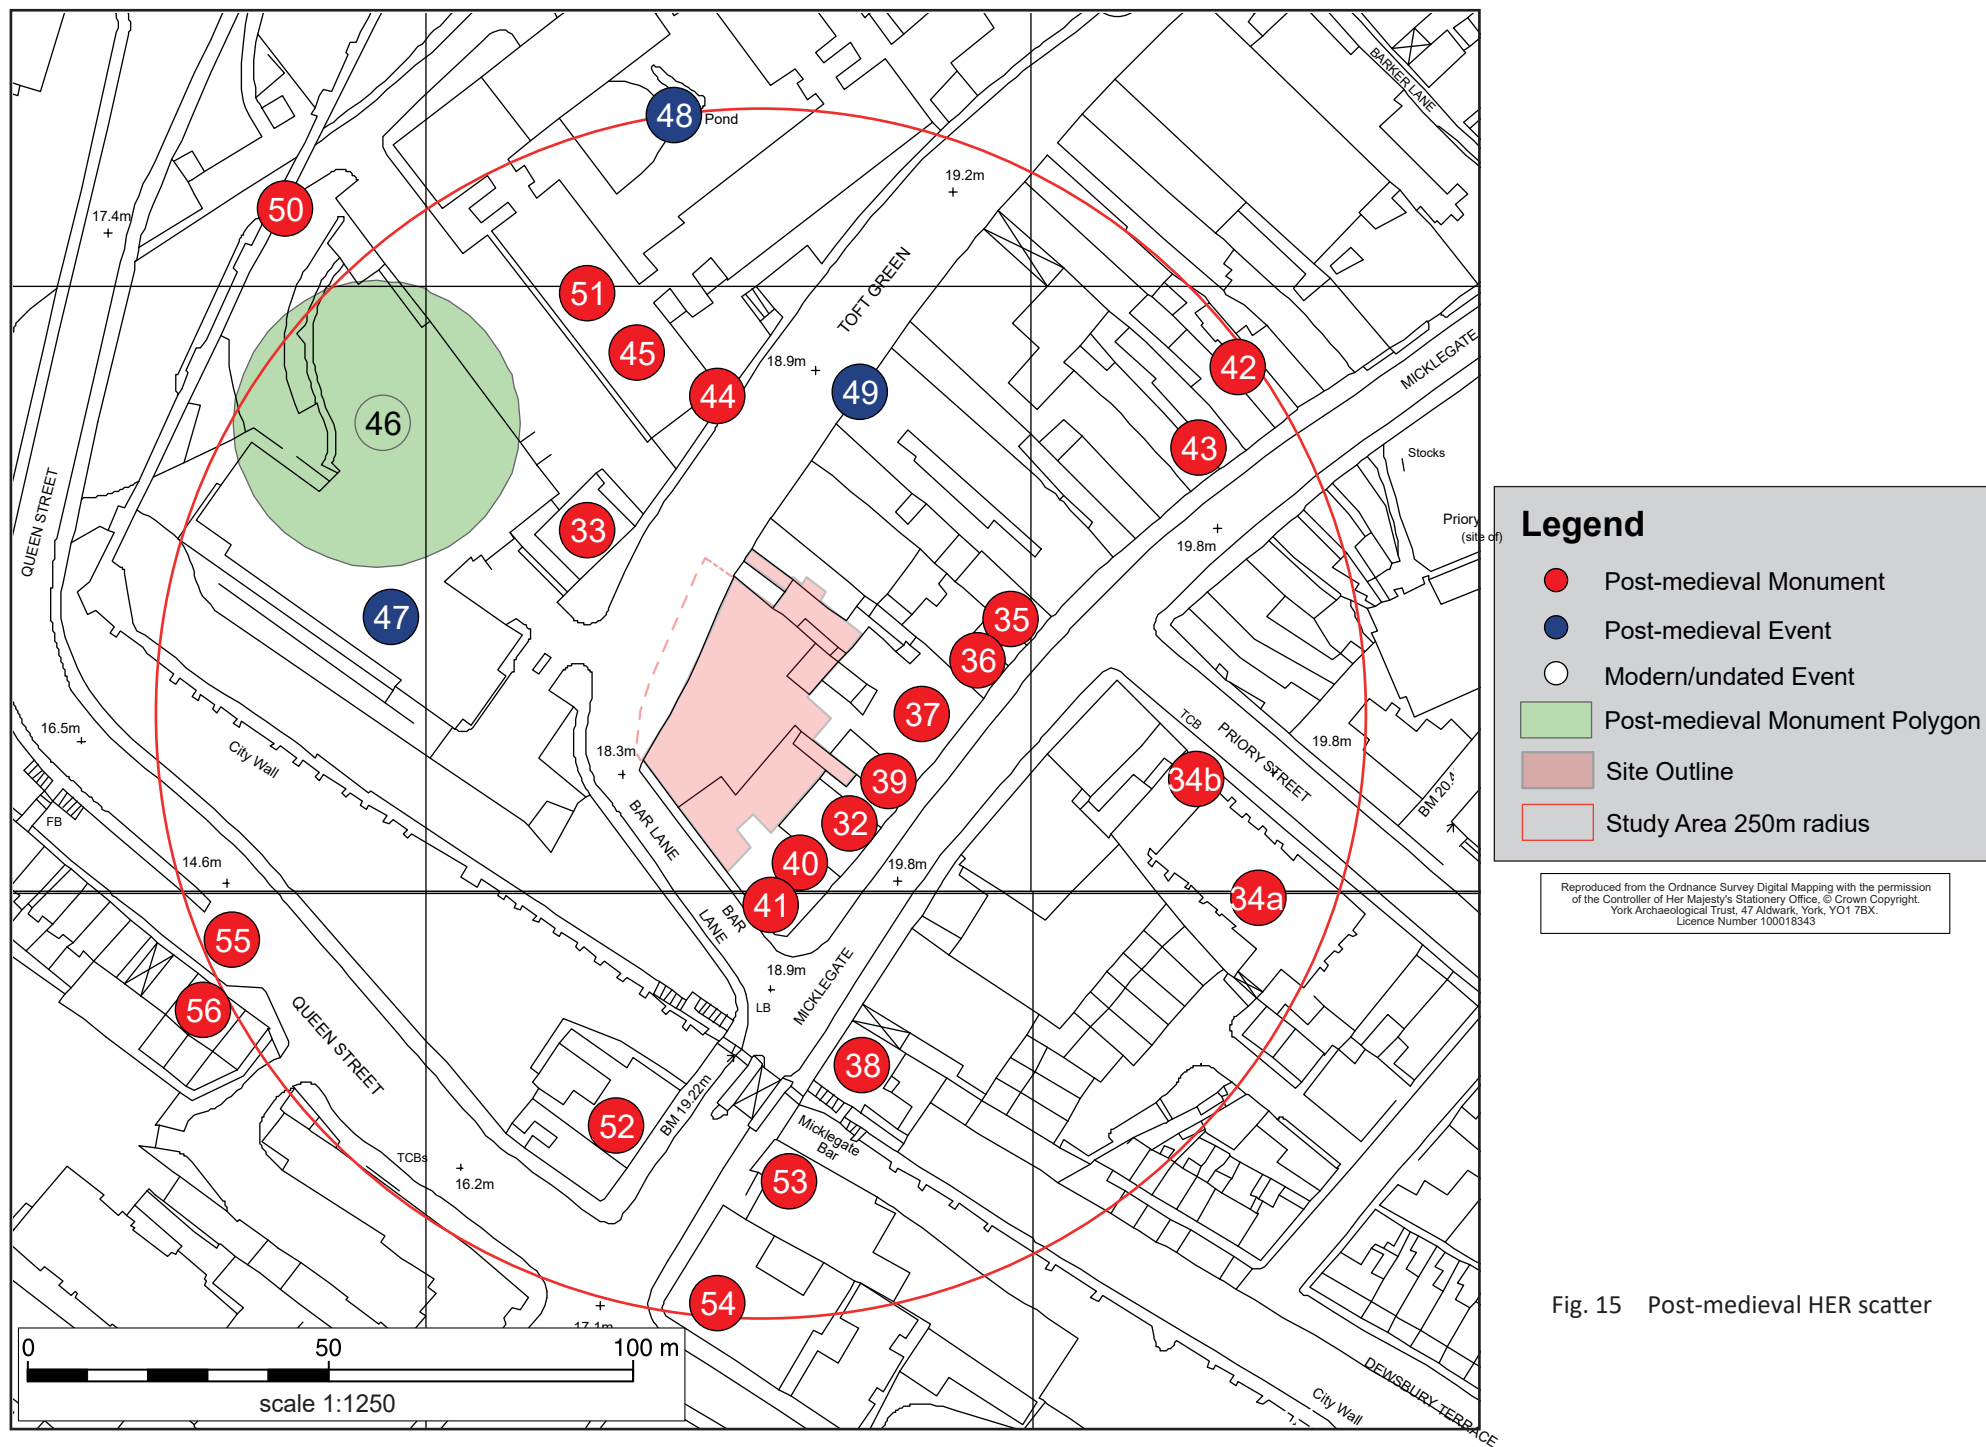 BARKER LANE
48
Pond
19.2m
50
17.4m
TOFT GREEN
51
45
18.9m
42
MICKLEGATE
44
49
46
43
Stocks
QUEEN STREET
33
19.8m
Priory
(site of)
47
35
36
37
16.5m
City Wall
18.3m
TCB
PRIORY STREET
19.8m
34b
39
BAR LANE
32
BM 20.4
FB
14.6m
40
19.8m
41
BAR
LANE
34a
55
18.9m
MICKLEGATE
LB
56
QUEEN STREET
38
BM 19.22m
52
Micklegate
Bar
TCBs
16.2m
53
54
17.1m
DEWSBURY TERRACE
City Wall
0 50 100 m
scale 1:1250
Legend
Post-medieval Monument
Post-medieval Event
Modern/undated Event
Post-medieval Monument Polygon
Site Outline
Study Area 250m radius
Reproduced from the Ordnance Survey Digital Mapping with the permission
of the Controller of Her Majesty's Stationery Office, © Crown Copyright.
York Archaeological Trust, 47 Aldwark, York, YO1 7BX.
Licence Number 100018343
Fig. 15 Post-medieval HER scatter